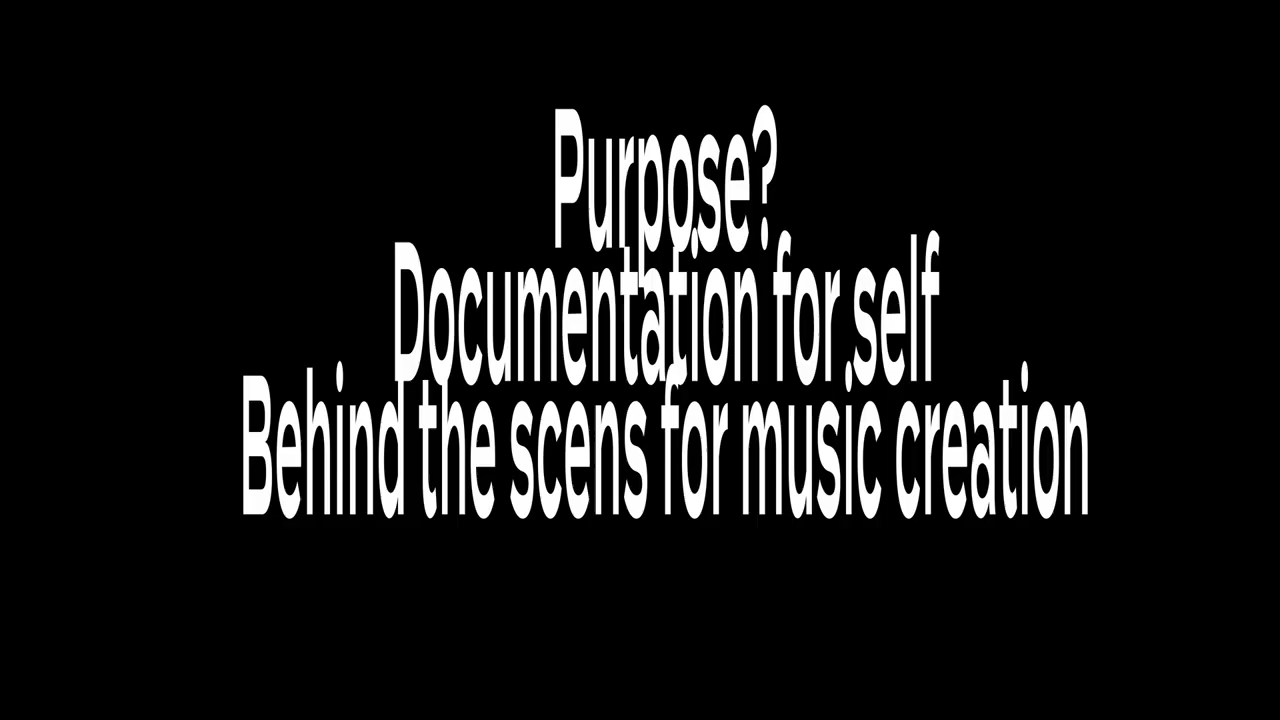 Purpose?
Documentation for self
Behind the scens for music creation